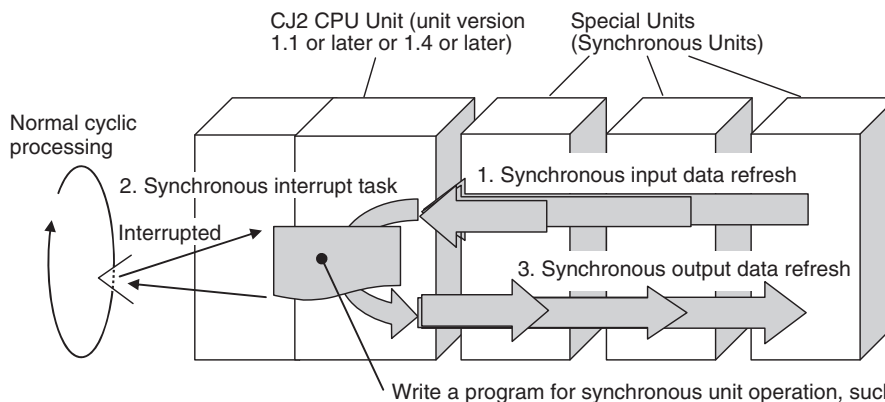 CJ2 CPU Unit (unit version
1.1 or later or 1.4 or later)
Special Units
(Synchronous Units)
Normal cyclic
processing
1. Synchronous input data refresh
2. Synchronous interrupt task
Interrupted
3. Synchronous output data refresh
Write a program for synchronous unit operation, suc